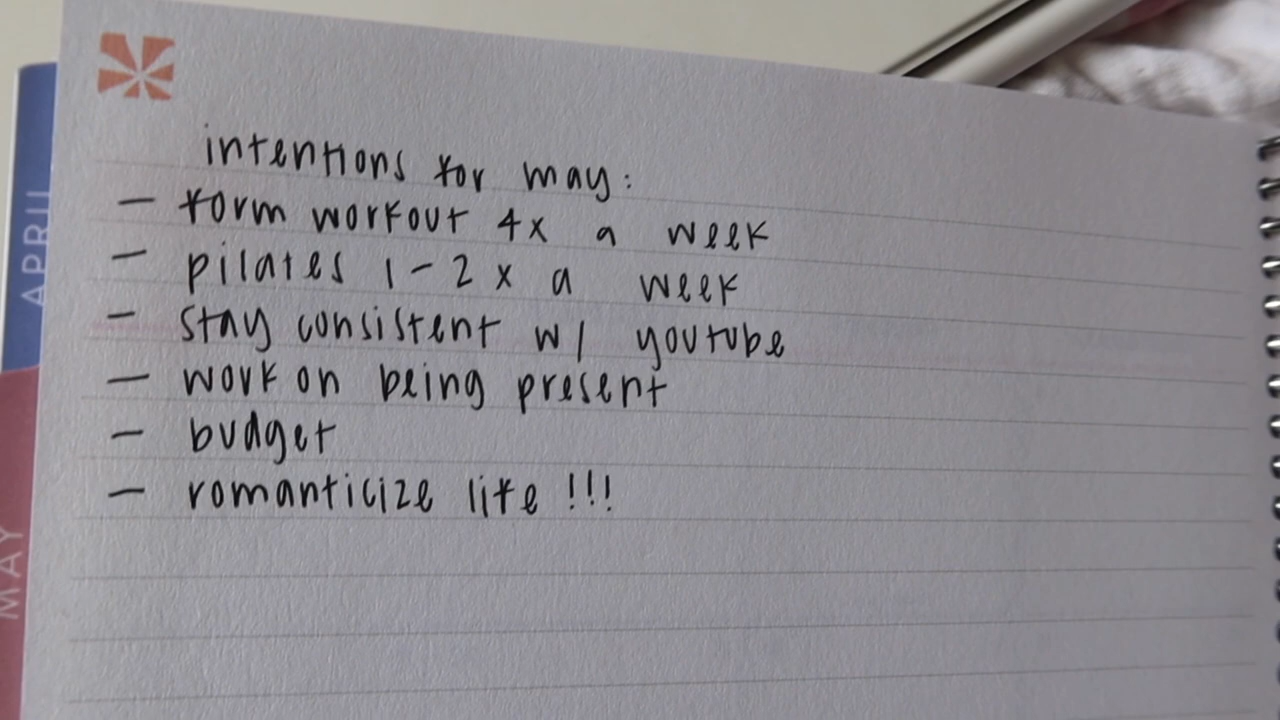 intentions for may:
- form workout 4x a week
- pilates 1-2x a week
- stay consistent w/ youtube
- work on being present
- budget
- romanticize life !!!
APRIL
MAY